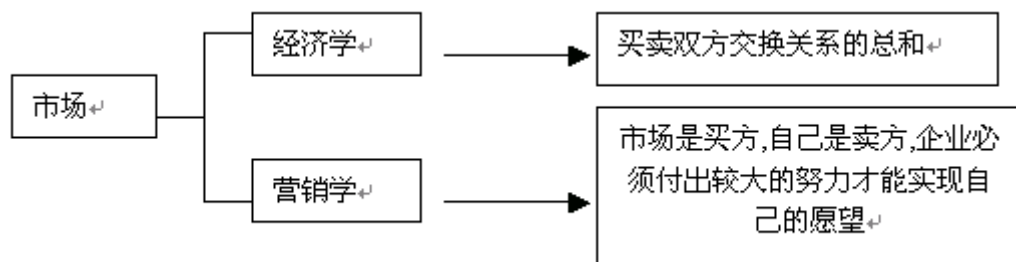 经济学↵
买卖双方交换关系的总和↵
市场↵
市场是买方,自己是卖方,企业必
须付出较大的努力才能实现自
己的愿望↵
营销学↵